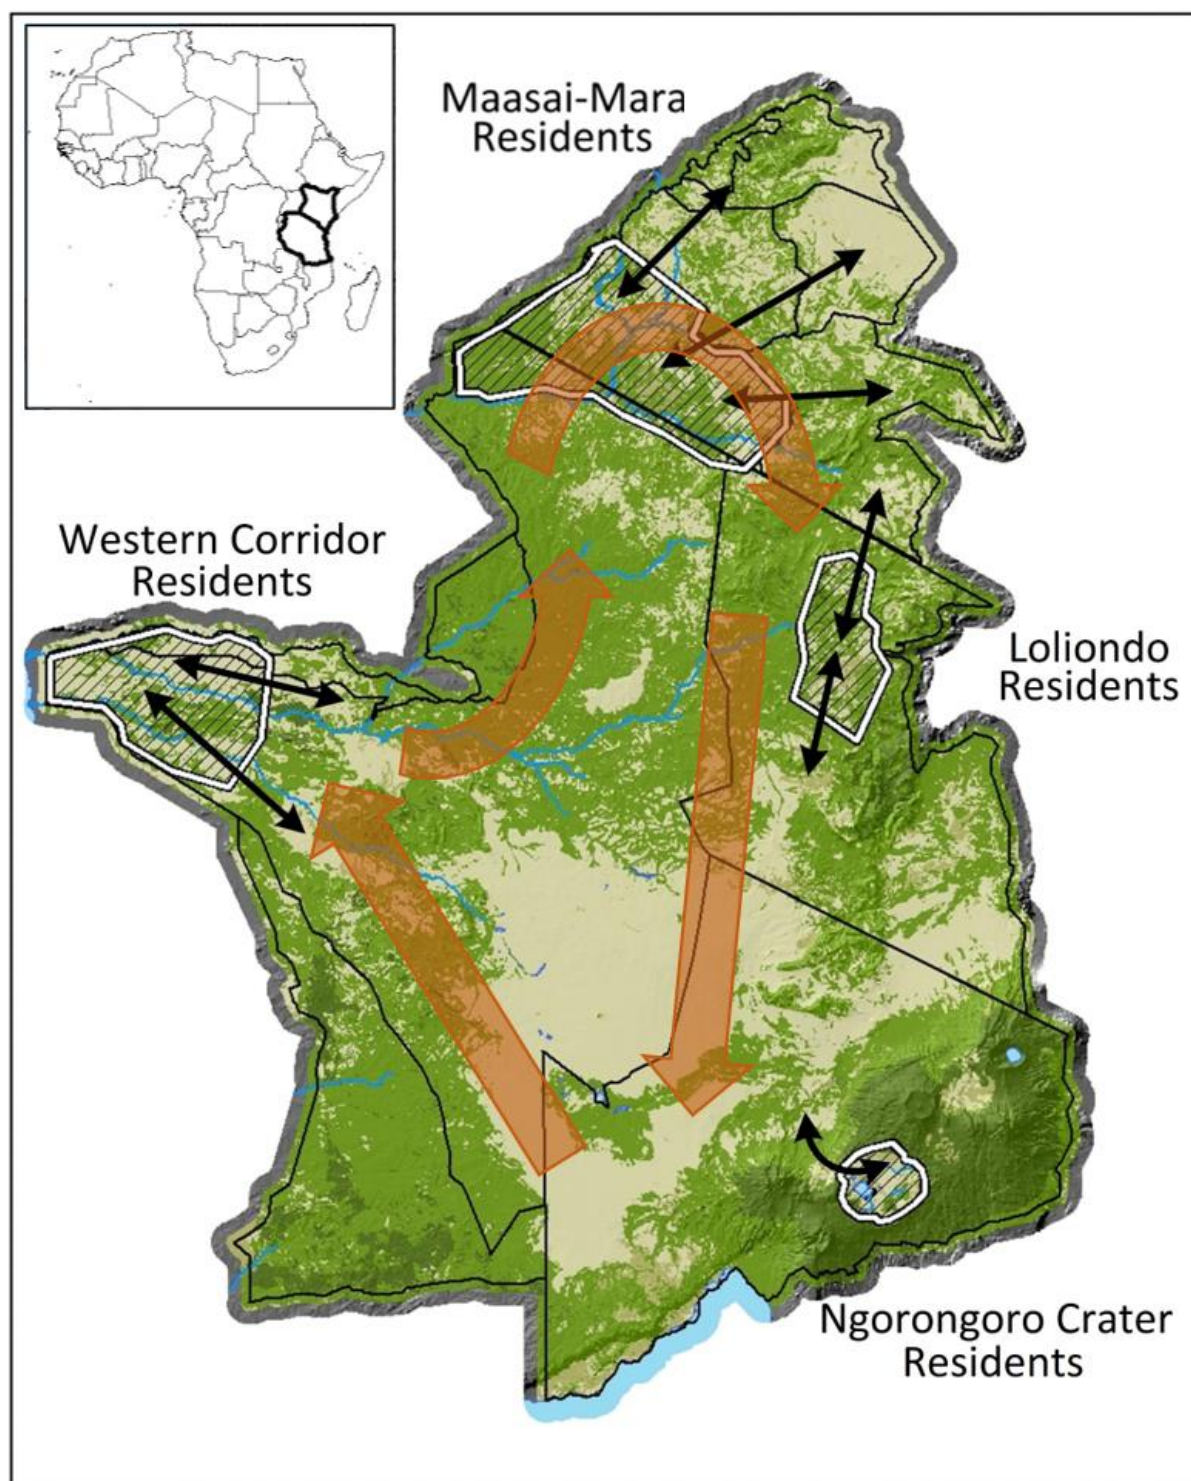 Maasai-Mara
Residents
Western Corridor
Residents
Loliondo
Residents
Ngorongoro Crater
Residents